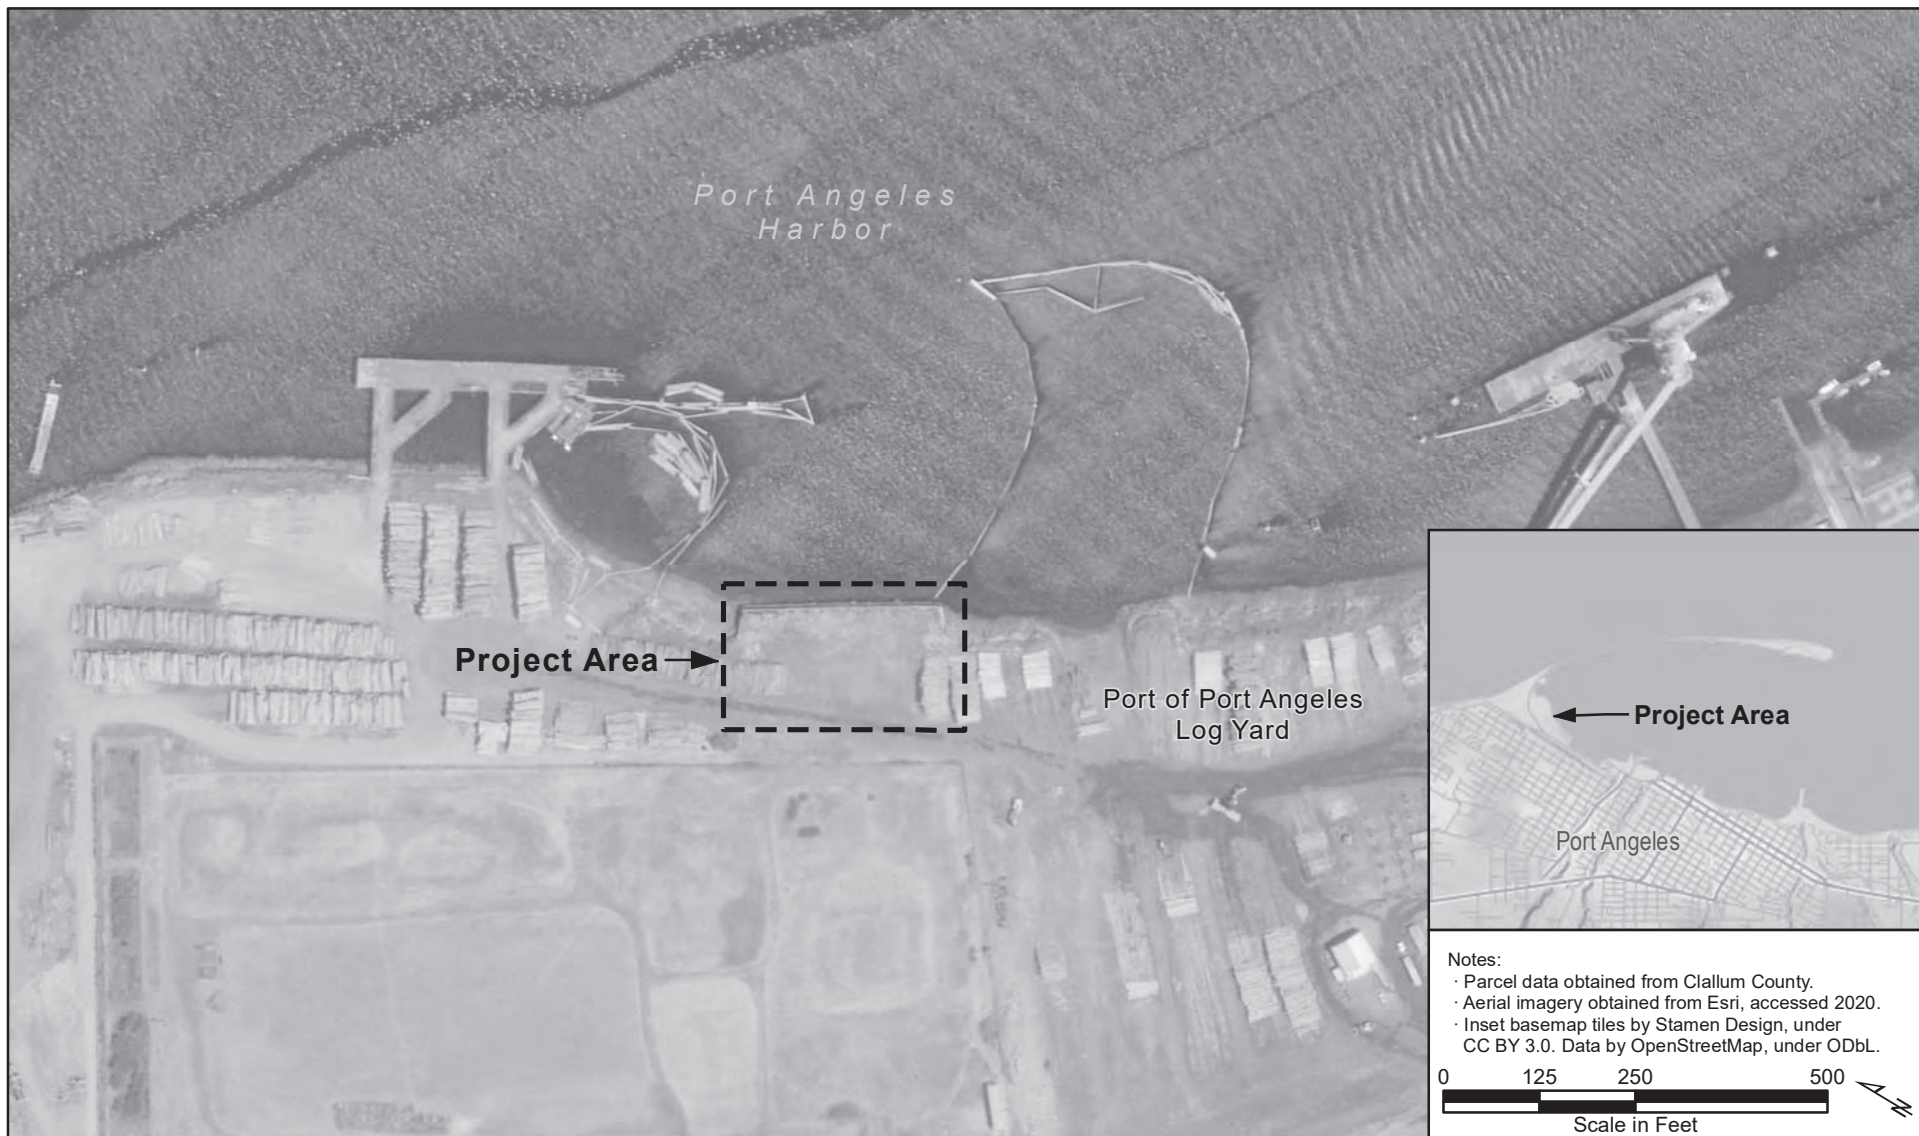 Port Angeles
Harbor
Project Area
Port of Port Angeles
Log Yard
Project Area
Port Angeles
Notes:
· Parcel data obtained from Clallum County.
· Aerial imagery obtained from Esri, accessed 2020.
· Inset basemap tiles by Stamen Design, under
CC BY 3.0. Data by OpenStreetMap, under ODbL.
0 125 250 500
Scale in Feet